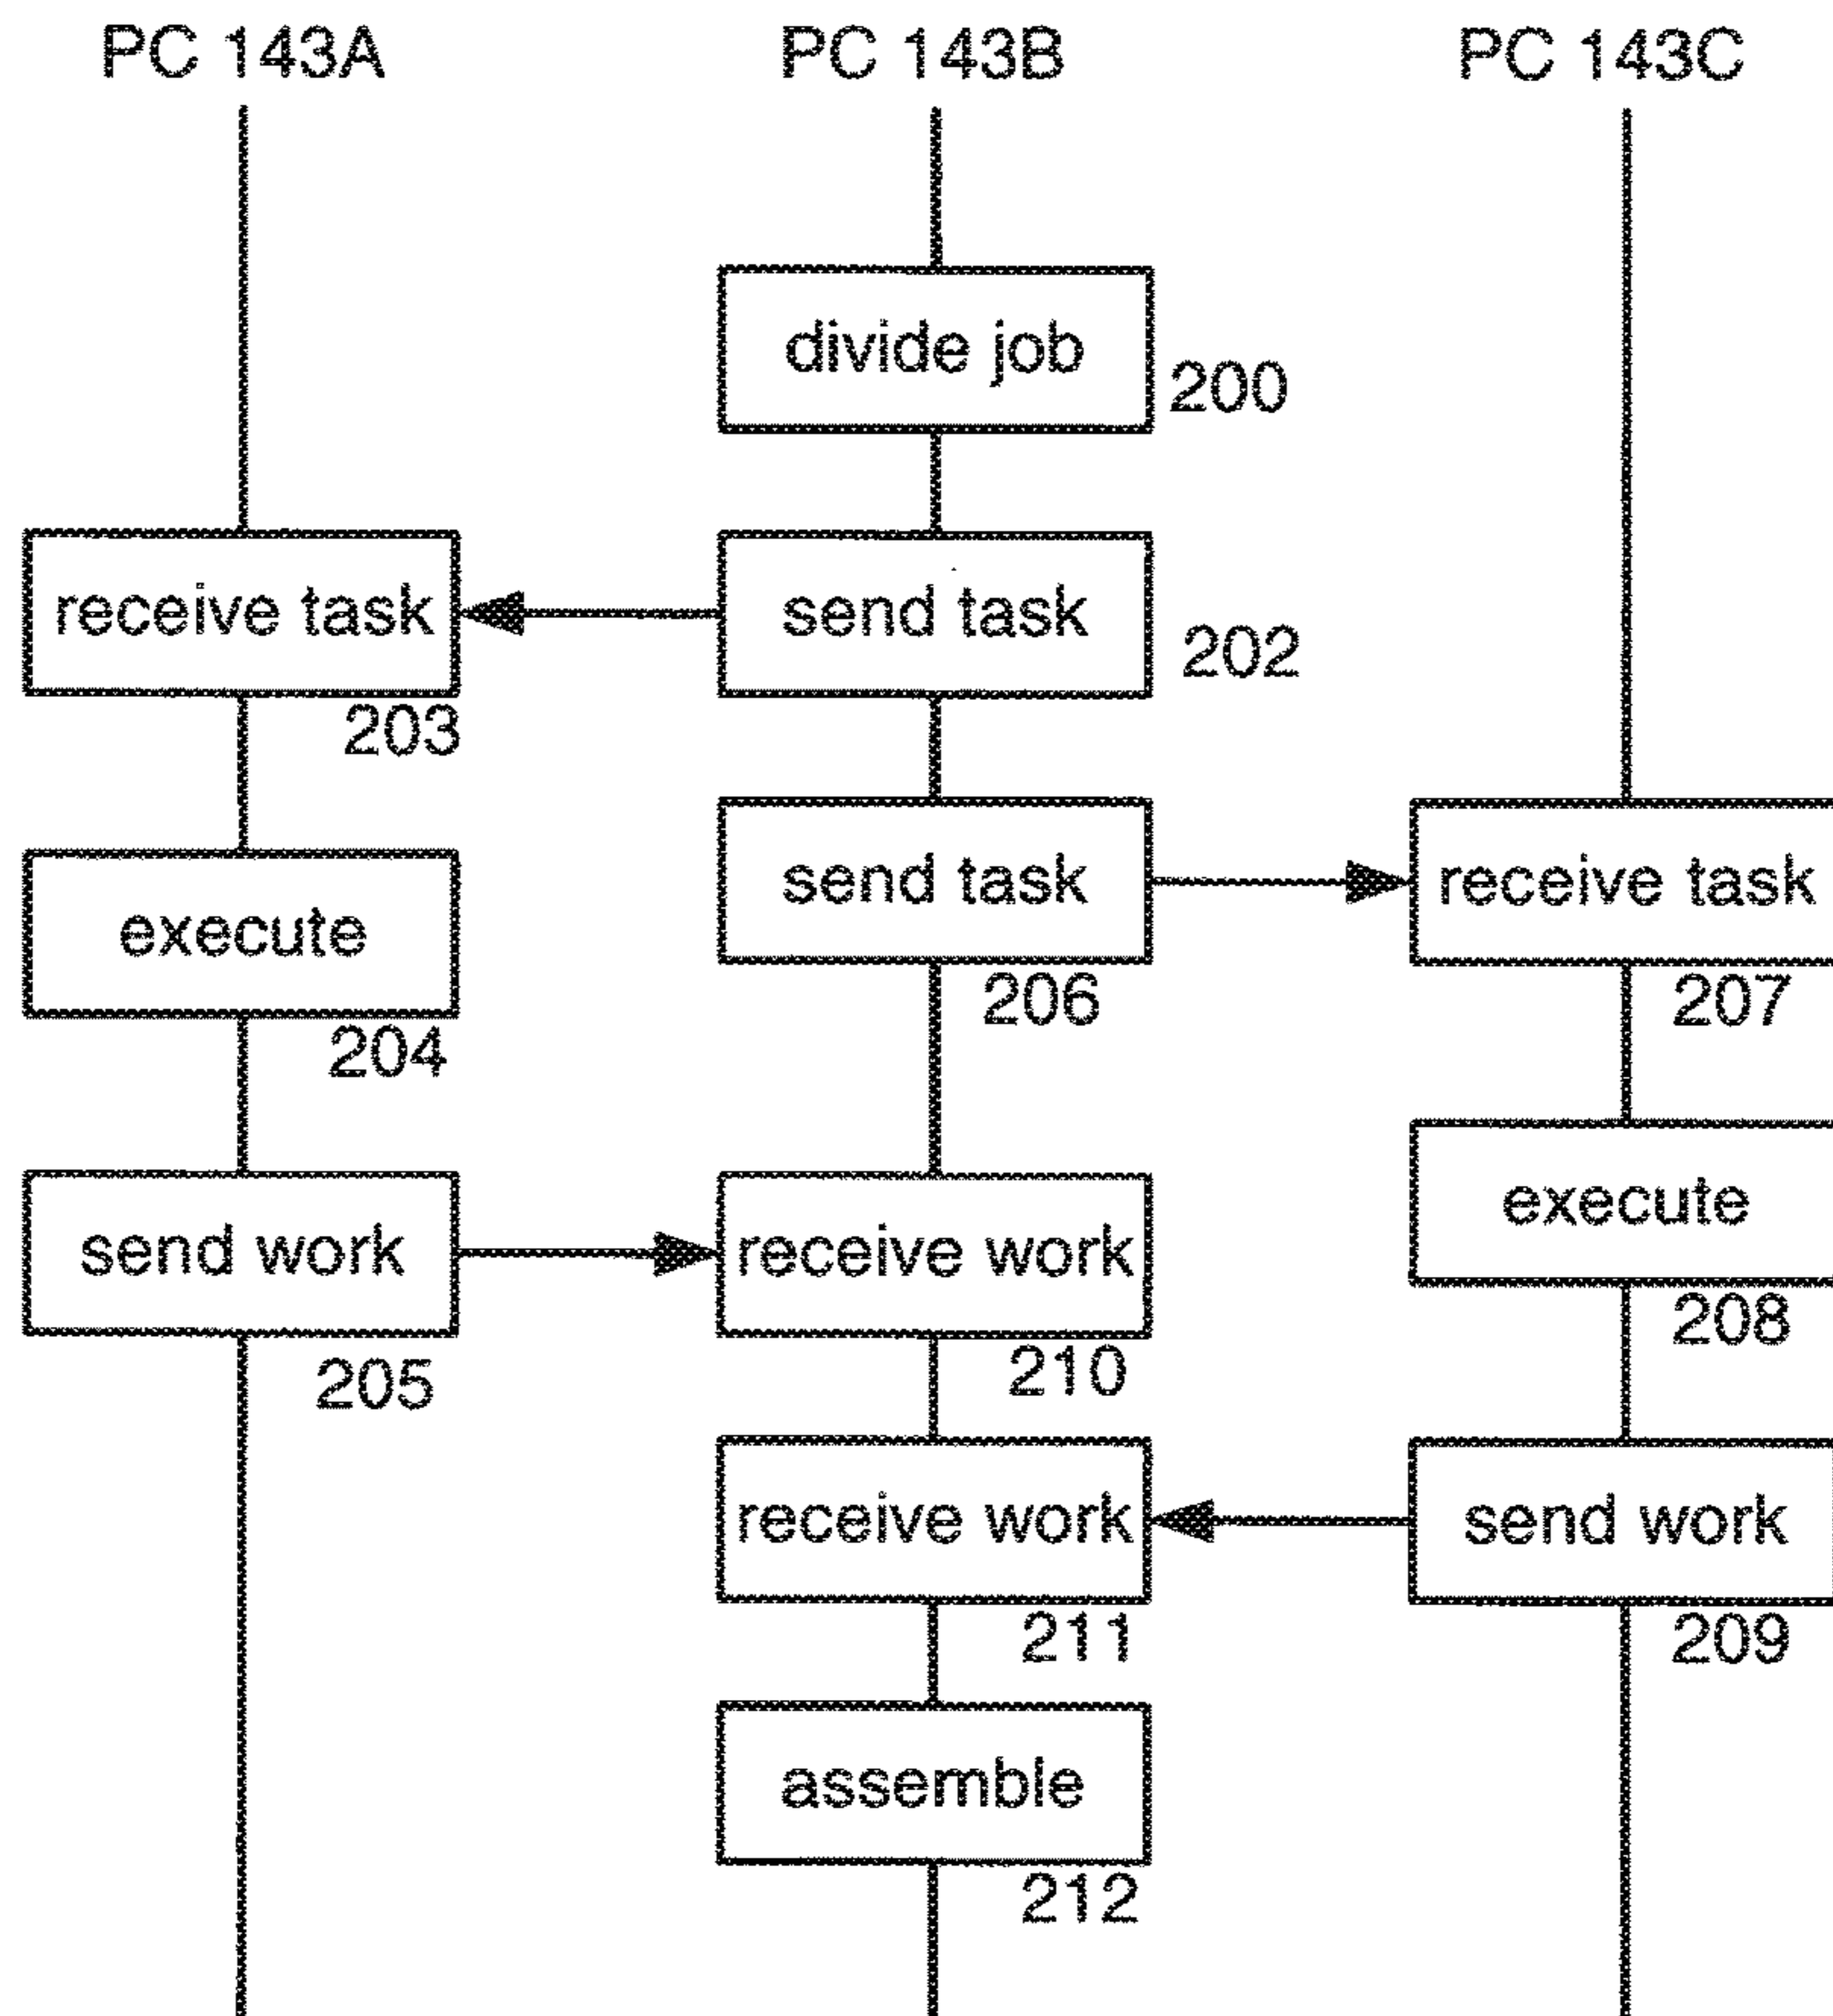 PC 143A
PC 143B
PC 143C
divide job
200
receive task
send task
202
203
send task
receive task
execute
206
207
204
send work
receive work
execute
205
210
208
receive work
send work
211
209
assemble
212